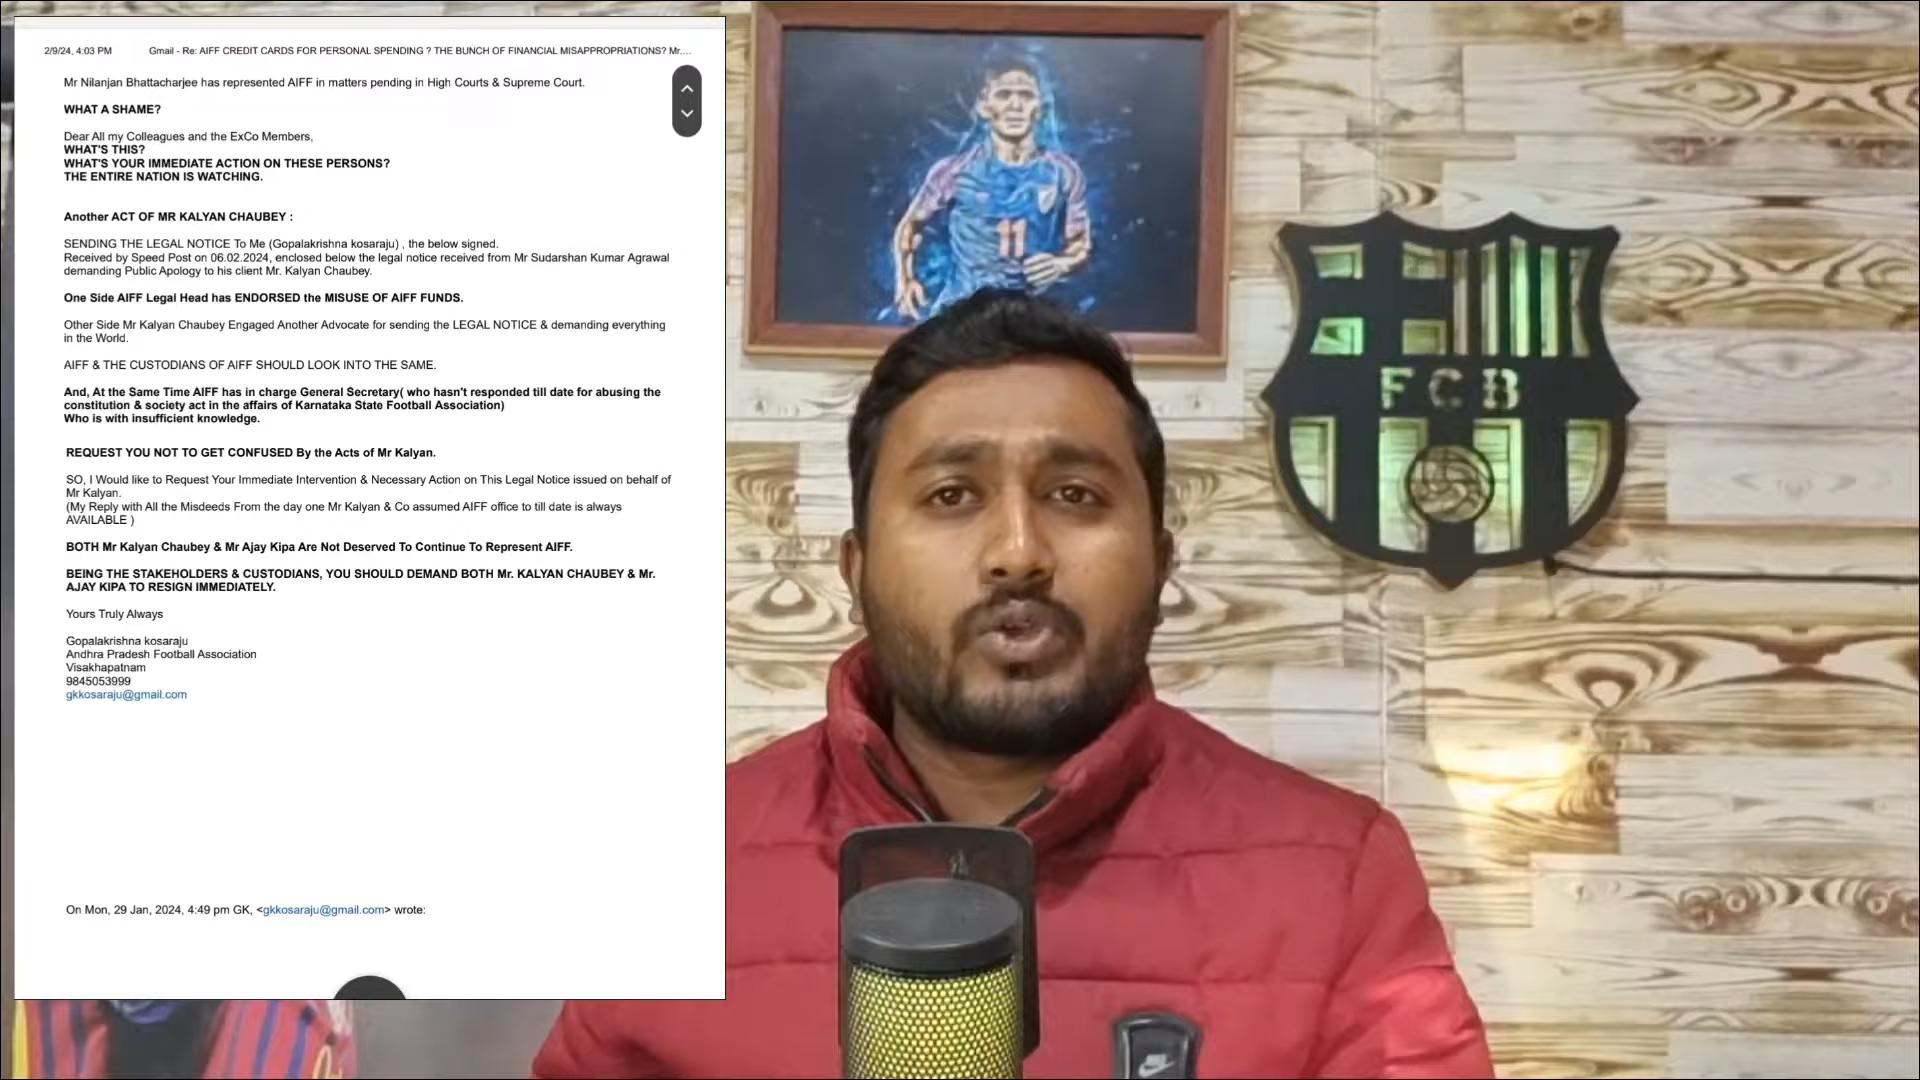 2/9/24, 4:03 PM Gmail - Re: AIFF CREDIT CARDS FOR PERSONAL SPENDING ? THE BUNCH OF FINANCIAL MISAPPROPRIATIONS? Mr....
Mr Nilanjan Bhattacharjee has represented AIFF in matters pending in High Courts & Supreme Court.
WHAT A SHAME?
Dear All my Colleagues and the ExCo Members,
WHAT'S THIS?
WHAT'S YOUR IMMEDIATE ACTION ON THESE PERSONS?
THE ENTIRE NATION IS WATCHING.
Another ACT OF MR KALYAN CHAUBEY :
SENDING THE LEGAL NOTICE To Me (Gopalakrishna kosaraju) , the below signed.
Received by Speed Post on 06.02.2024, enclosed below the legal notice received from Mr Sudarshan Kumar Agrawal
demanding Public Apology to his client Mr. Kalyan Chaubey.
One Side AIFF Legal Head has ENDORSED the MISUSE OF AIFF FUNDS.
Other Side Mr Kalyan Chaubey Engaged Another Advocate for sending the LEGAL NOTICE & demanding everything
in the World.
AIFF & THE CUSTODIANS OF AIFF SHOULD LOOK INTO THE SAME.
And, At the Same Time AIFF has in charge General Secretary( who hasn't responded till date for abusing the
constitution & society act in the affairs of Karnataka State Football Association)
Who is with insufficient knowledge.
REQUEST YOU NOT TO GET CONFUSED By the Acts of Mr Kalyan.
SO, I Would like to Request Your Immediate Intervention & Necessary Action on This Legal Notice issued on behalf of
Mr Kalyan.
(My Reply with All the Misdeeds From the day one Mr Kalyan & Co assumed AIFF office to till date is always
AVAILABLE )
BOTH Mr Kalyan Chaubey & Mr Ajay Kipa Are Not Deserved To Continue To Represent AIFF.
BEING THE STAKEHOLDERS & CUSTODIANS, YOU SHOULD DEMAND BOTH Mr. KALYAN CHAUBEY & Mr.
AJAY KIPA TO RESIGN IMMEDIATELY.
Yours Truly Always
Gopalakrishna kosaraju
Andhra Pradesh Football Association
Visakhapatnam
9845053999
gkkosaraju@gmail.com
On Mon, 29 Jan, 2024, 4:49 pm GK, <gkkosaraju@gmail.com> wrote:
11
FCB